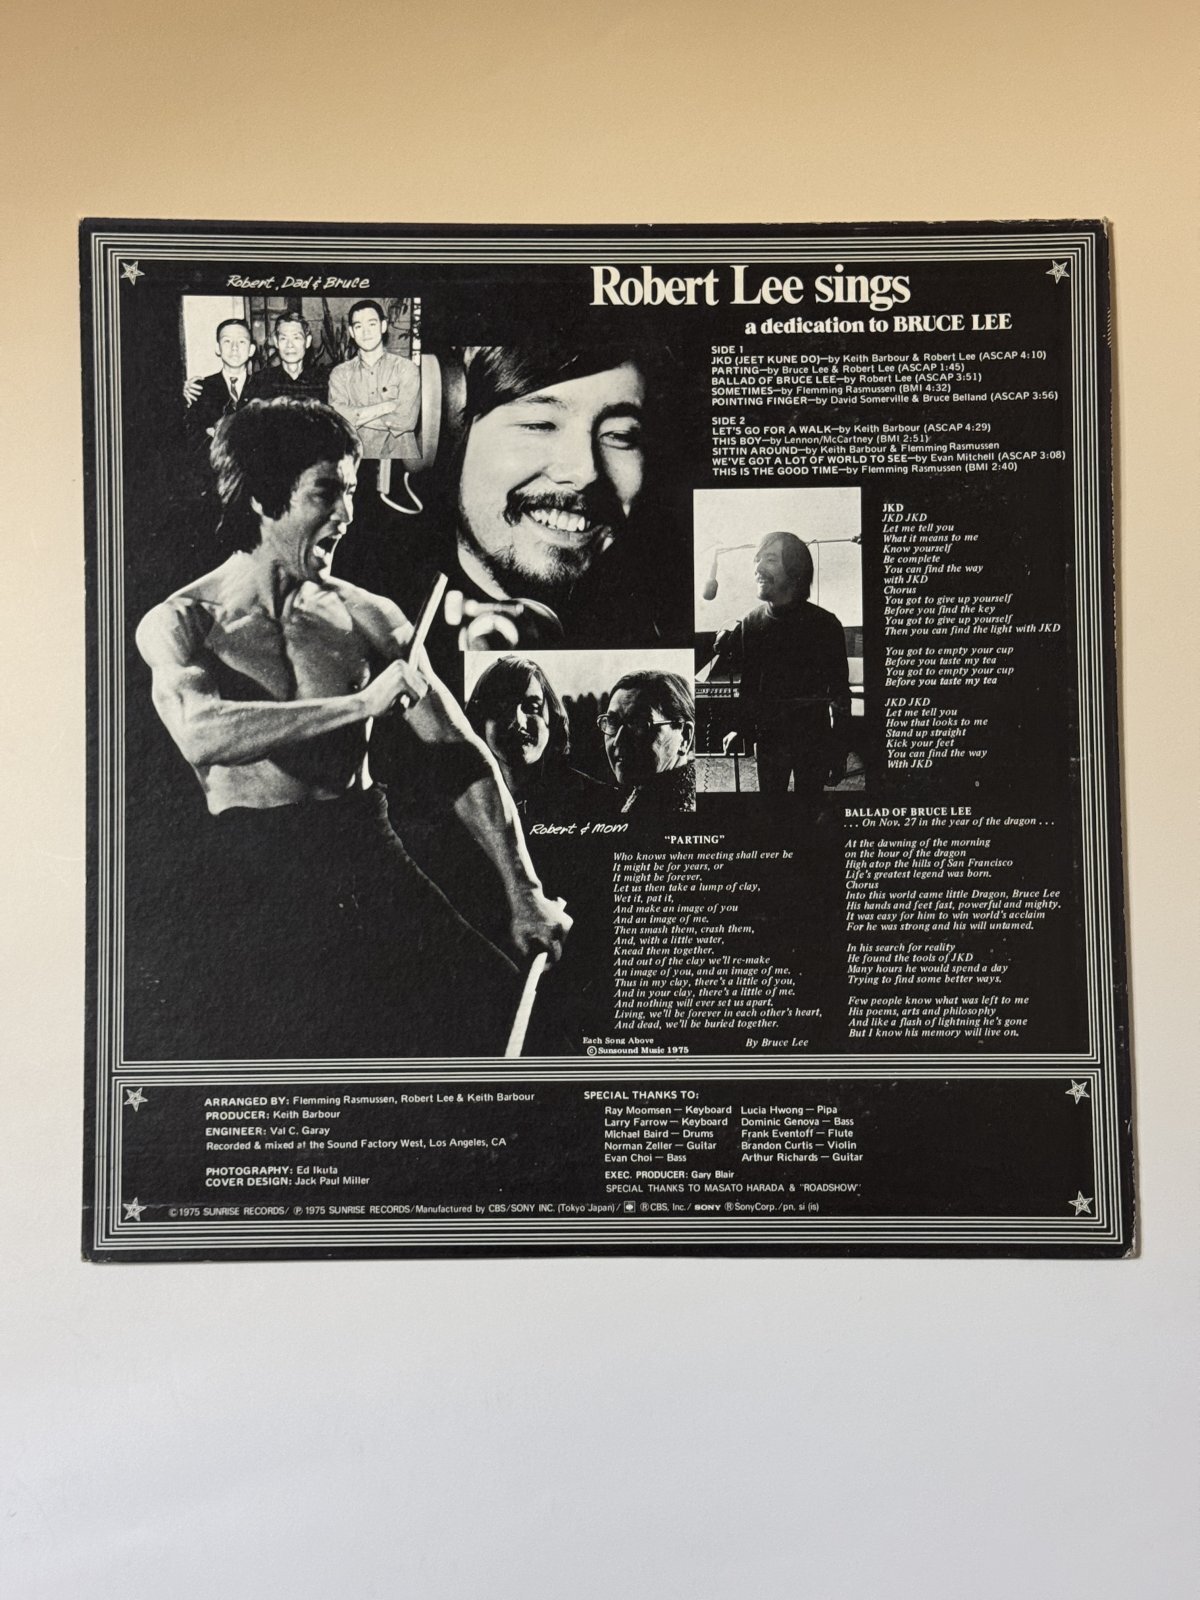 Robert, Dad & Bruce
Robert Lee sings
a dedication to BRUCE LEE
SIDE 1
JKD (JEET KUNE DO)—by Keith Barbour & Robert Lee (ASCAP 4:10)
PARTING—by Bruce Lee & Robert Lee (ASCAP 1:45)
BALLAD OF BRUCE LEE—by Robert Lee (ASCAP 3:51)
SOMETIMES—by Flemming Rasmussen (BMI 4:32)
POINTING FINGER—by David Somerville & Bruce Belland (ASCAP 3:56)
SIDE 2
LET'S GO FOR A WALK—by Keith Barbour (ASCAP 4:29)
THIS BOY—by Lennon/McCartney (BMI 2:51)
SITTIN AROUND—by Keith Barbour & Flemming Rasmussen
WE'VE GOT A LOT OF WORLD TO SEE—by Evan Mitchell (ASCAP 3:08)
THIS IS THE GOOD TIME—by Flemming Rasmussen (BMI 2:40)
JKD
JKD JKD
Let me tell you
What it means to me
Know yourself
Be complete
You can find the way
with JKD
Chorus
You got to give up yourself
Before you find the key
You got to give up yourself
Then you can find the light with JKD
You got to empty your cup
Before you taste my tea
You got to empty your cup
Before you taste my tea
JKD JKD
Let me tell you
How that looks to me
Stand up straight
Kick your feet
You can find the way
With JKD
Robert & Mom
"PARTING"
Who knows when meeting shall ever be
It might be for years, or
It might be forever.
Let us then take a lump of clay,
Wet it, pat it,
And make an image of you
And an image of me.
Then smash them, crash them,
And, with a little water,
Knead them together.
And out of the clay we'll re-make
An image of you, and an image of me.
Thus in my clay, there's a little of you,
And in your clay, there's a little of me.
And nothing will ever set us apart.
Living, we'll be forever in each other's heart,
And dead, we'll be buried together.
By Bruce Lee
Each Song Above
© Sunsound Music 1975
BALLAD OF BRUCE LEE
. . . On Nov. 27 in the year of the dragon . . .
At the dawning of the morning
on the hour of the dragon
High atop the hills of San Francisco
Life's greatest legend was born.
Chorus
Into this world came little Dragon, Bruce Lee
His hands and feet fast, powerful and mighty.
It was easy for him to win world's acclaim
For he was strong and his will untamed.
In his search for reality
He found the tools of JKD
Many hours he would spend a day
Trying to find some better ways.
Few people know what was left to me
His poems, arts and philosophy
And like a flash of lightning he's gone
But I know his memory will live on.
ARRANGED BY: Flemming Rasmussen, Robert Lee & Keith Barbour
PRODUCER: Keith Barbour
ENGINEER: Val C. Garay
Recorded & mixed at the Sound Factory West, Los Angeles, CA
PHOTOGRAPHY: Ed Ikuta
COVER DESIGN: Jack Paul Miller
SPECIAL THANKS TO:
Ray Moomsen — Keyboard Lucia Hwong — Pipa
Larry Farrow — Keyboard Dominic Genova — Bass
Michael Baird — Drums Frank Eventoff — Flute
Norman Zeller — Guitar Brandon Curtis — Violin
Evan Choi — Bass Arthur Richards — Guitar
EXEC. PRODUCER: Gary Blair
SPECIAL THANKS TO MASATO HARADA & "ROADSHOW"
© 1975 SUNRISE RECORDS/ ℗ 1975 SUNRISE RECORDS/Manufactured by CBS/SONY INC. (Tokyo Japan)/ ® CBS, Inc./ SONY ® SonyCorp./pn, si (is)